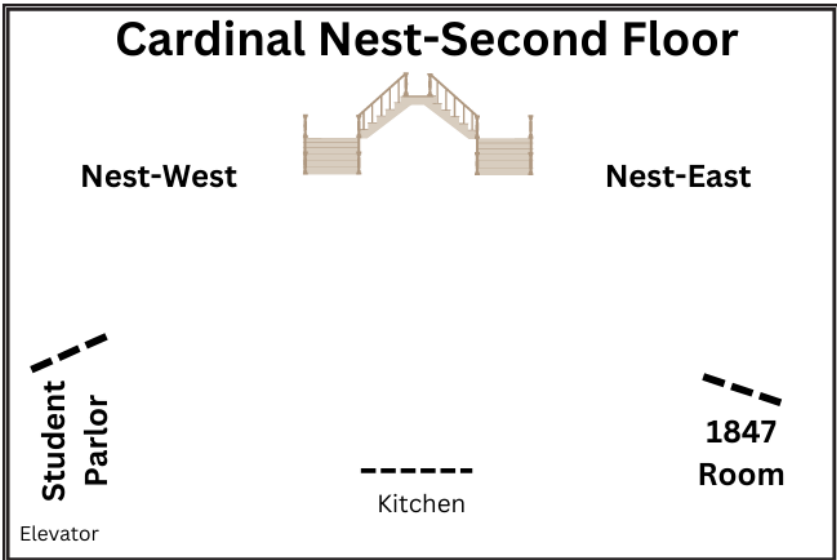 Cardinal Nest-Second Floor
Nest-West
Nest-East
Student
Parlor
1847
Room
Kitchen
Elevator